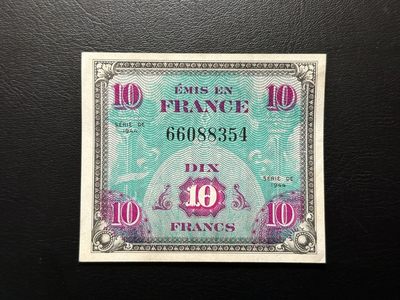 10 ÉMIS EN 10
FRANCE
66088354
SÉRIE DE
1944
DIX
10
SÉRIE DE
1944
10 FRANCS 10